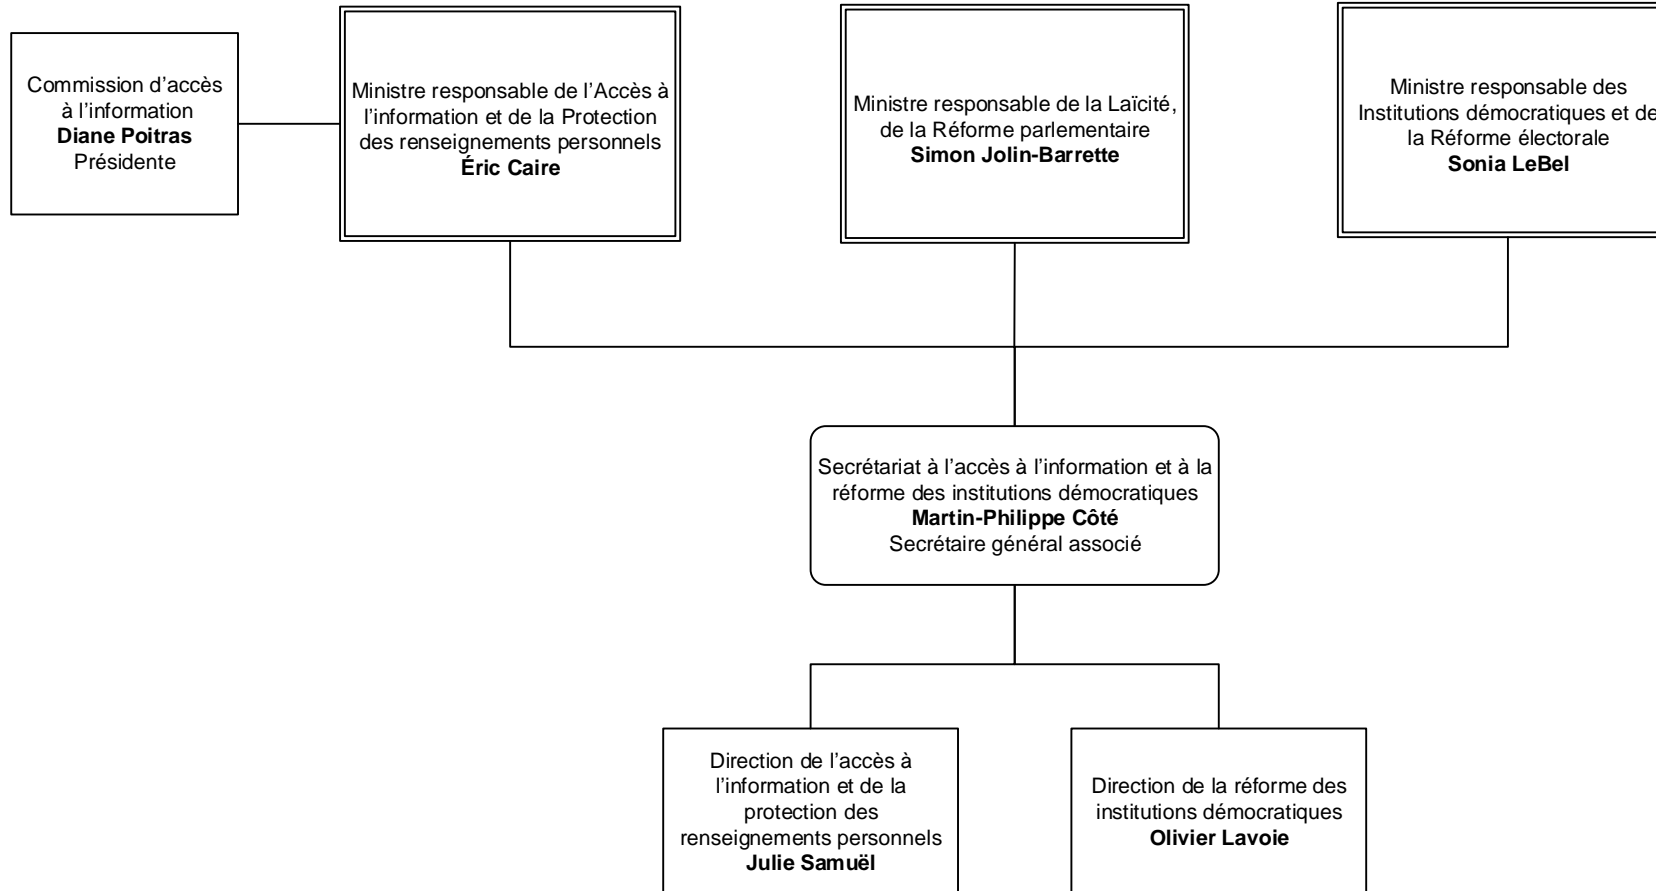 Commission d’accès
à l’information
Diane Poitras
Présidente
Ministre responsable de l’Accès à
l’information et de la Protection
des renseignements personnels
Éric Caire
Ministre responsable de la Laïcité,
de la Réforme parlementaire
Simon Jolin-Barrette
Ministre responsable des
Institutions démocratiques et de
la Réforme électorale
Sonia LeBel
Secrétariat à l’accès à l’information et à la
réforme des institutions démocratiques
Martin-Philippe Côté
Secrétaire général associé
Direction de l’accès à
l’information et de la
protection des
renseignements personnels
Julie Samuël
Direction de la réforme des
institutions démocratiques
Olivier Lavoie